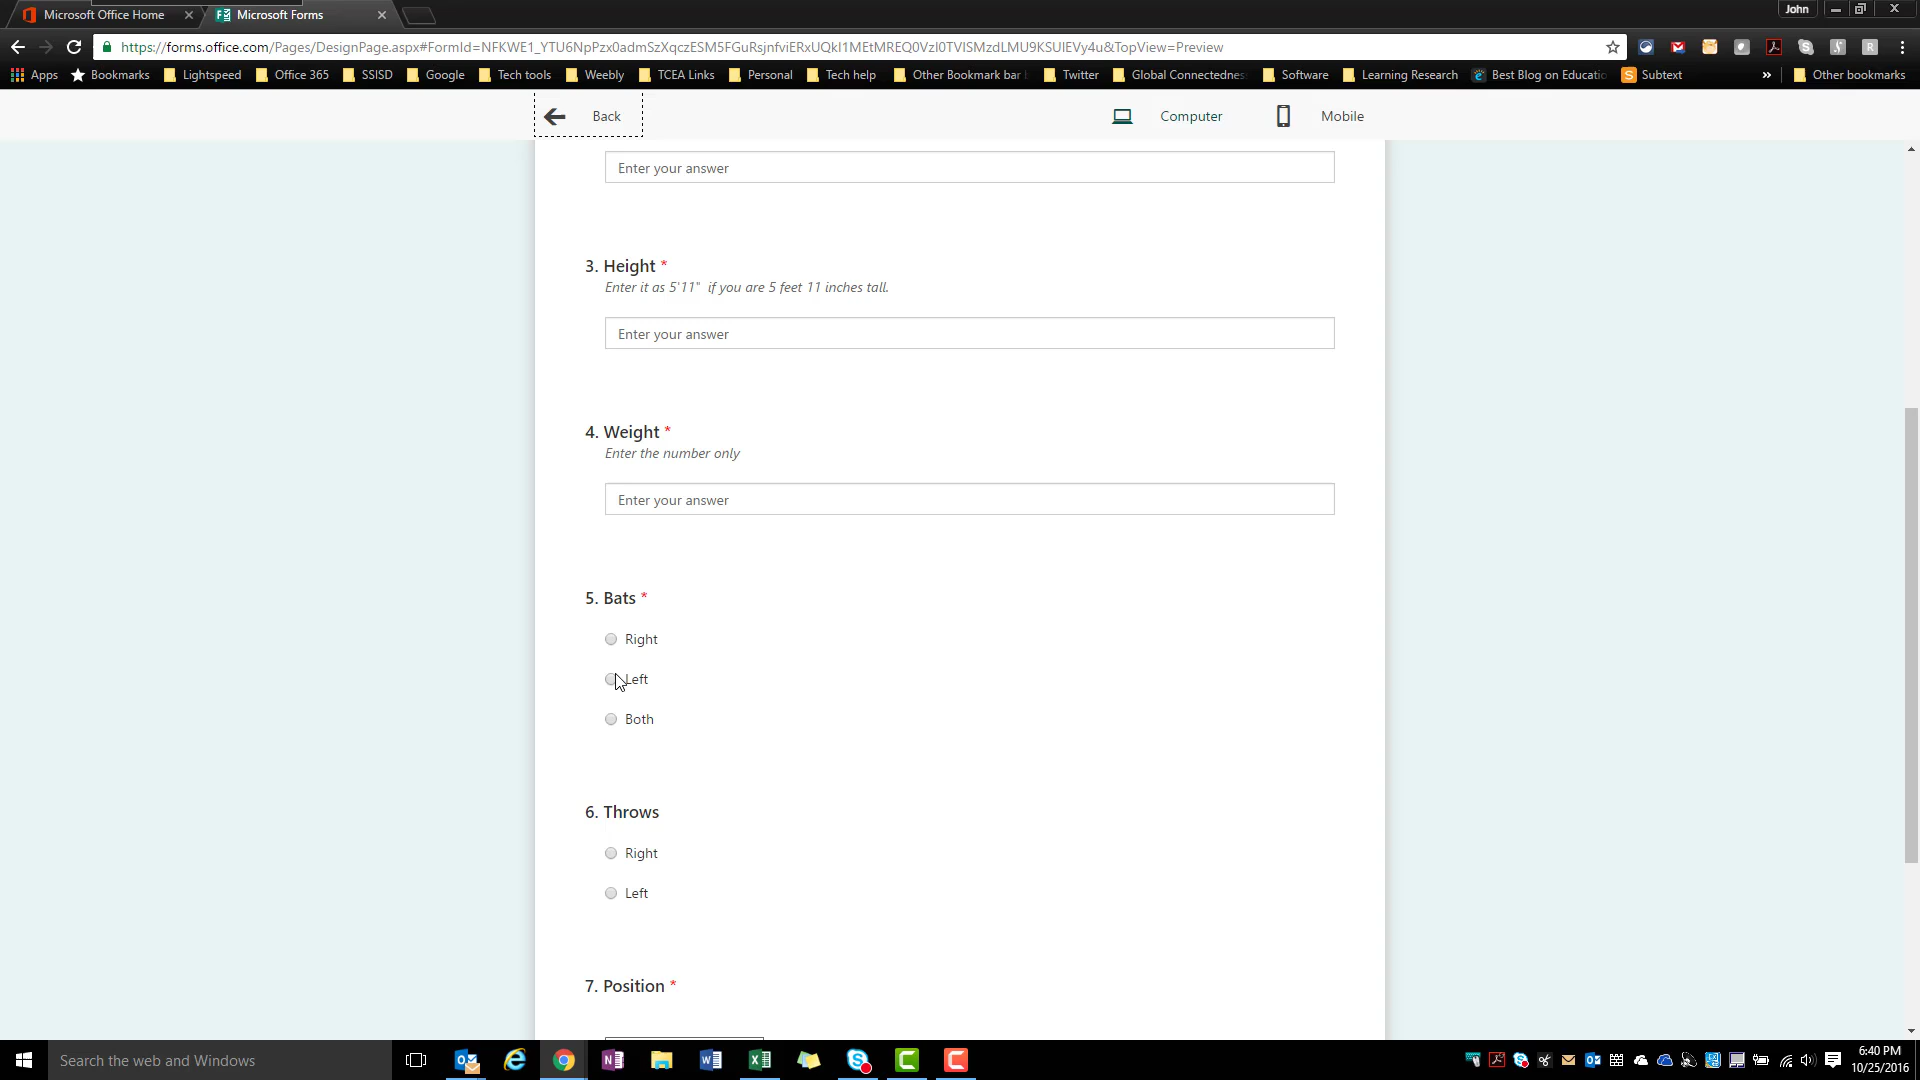 Microsoft Office Home
Microsoft Forms
John
https://forms.office.com/Pages/DesignPage.aspx#FormId=NFKWE1_YTU6NpPzx0admSzXqczESM5FGuRsjnfviERxUQkI1MEtMREQ0VzI0TVlSMzdLMU9KSUlEVy4u&TopView=Preview
Apps
Bookmarks
Lightspeed
Office 365
SSISD
Google
Tech tools
Weebly
TCEA Links
Personal
Tech help
Other Bookmark bar
Twitter
Global Connectednes
Software
Learning Research
Best Blog on Educatio
Subtext
»
Other bookmarks
Back
Computer
Mobile
Enter your answer
3. Height *
Enter it as 5'11" if you are 5 feet 11 inches tall.
Enter your answer
4. Weight *
Enter the number only
Enter your answer
5. Bats *
Right
Left
Both
6. Throws
Right
Left
7. Position *
Search the web and Windows
6:40 PM
10/25/2016